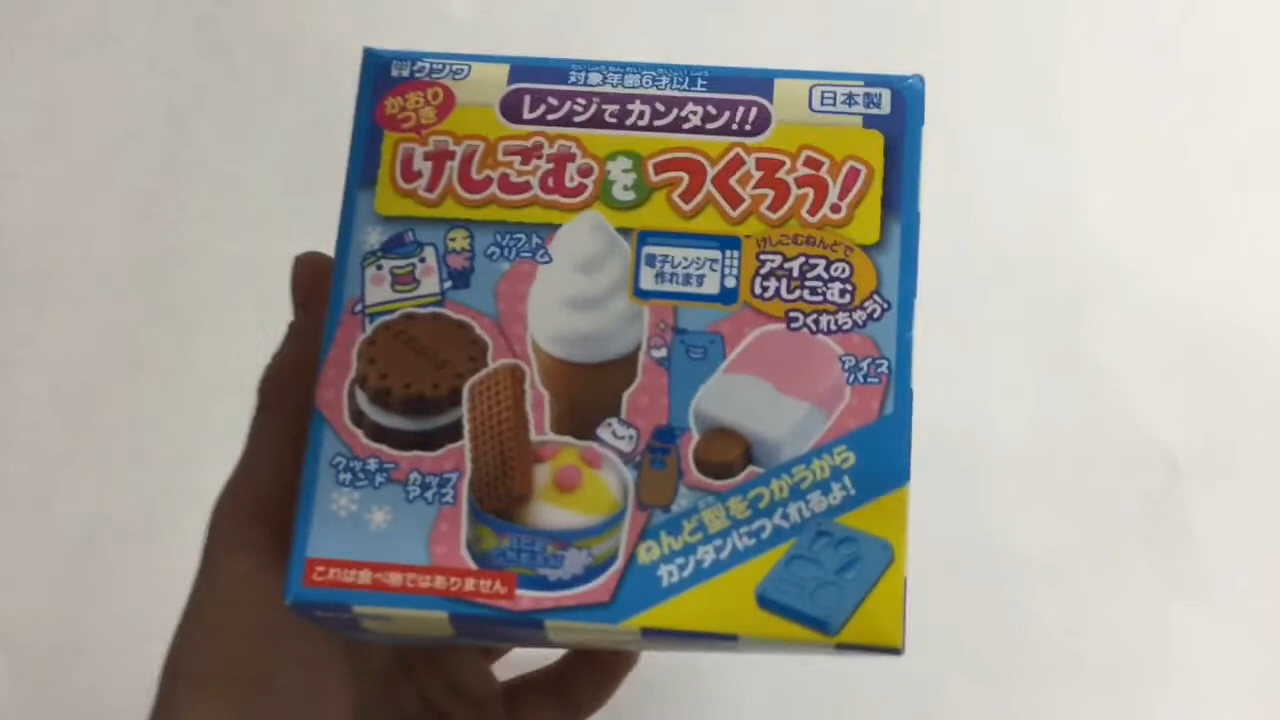 クツワ
対象年齢6才以上
日本製
かおり
つき
レンジでカンタン!!
けしごむをつくろう!
ソフト
クリーム
電子レンジで
作れます
けしごむねんどで
アイスの
けしごむ
つくれちゃう!
アイス
バー
クッキー
サンド
カップ
アイス
ねんど型をつかうから
カンタンにつくれるよ!
これは食べ物ではありません